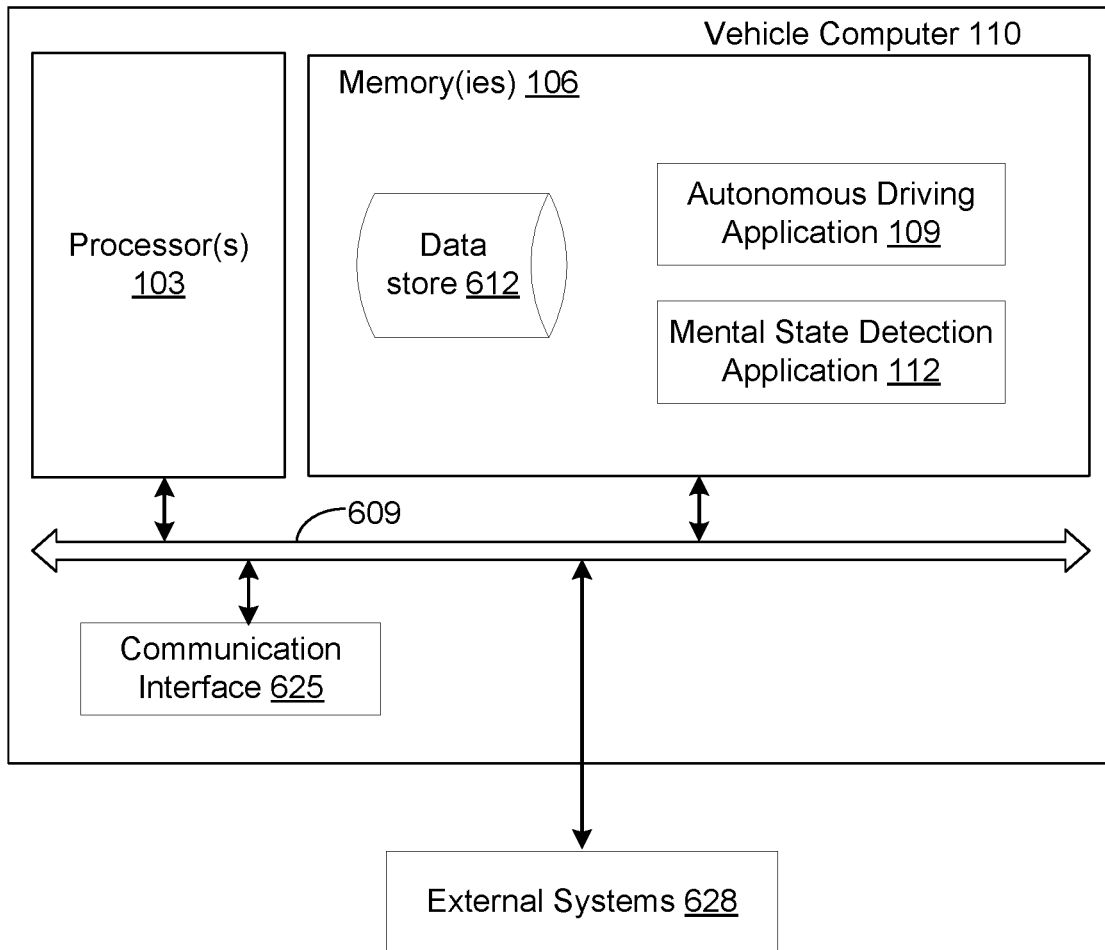 Vehicle Computer 110
Processor(s)
103
Memory(ies) 106
Data
store 612
Autonomous Driving
Application 109
Mental State Detection
Application 112
609
Communication
Interface 625
External Systems 628